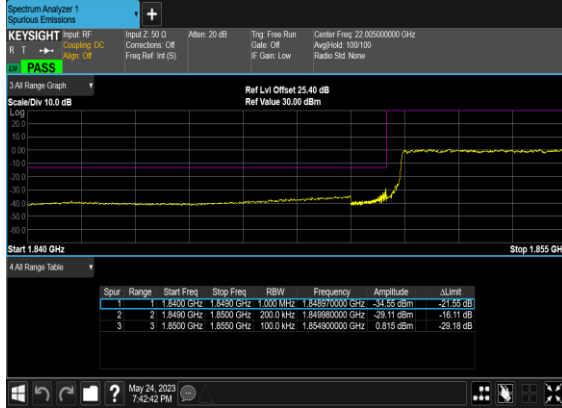 Spectrum Analyzer 1
Spurious Emissions
+
KEYSIGHT
R T
LXI
PASS
Input: RF
Coupling: DC
Align: Off
Input Z: 50 Ω
Corrections: Off
Freq Ref: Int (S)
Atten: 20 dB
Trig: Free Run
Gate: Off
IF Gain: Low
Center Freq: 22.005000000 GHz
Avg|Hold: 100/100
Radio Std: None
3 All Range Graph
Scale/Div 10.0 dB
Ref Lvl Offset 25.40 dB
Ref Value 30.00 dBm
Log
20.0
10.0
0.00
-10.0
-20.0
-30.0
-40.0
-50.0
-60.0
Start 1.840 GHz
Stop 1.855 GH
4 All Range Table
Spur Range Start Freq Stop Freq RBW Frequency Amplitude ΔLimit
1 1 1.8400 GHz 1.8490 GHz 1.000 MHz 1.848970000 GHz -34.55 dBm -21.55 dB
2 2 1.8490 GHz 1.8500 GHz 200.0 kHz 1.849980000 GHz -29.11 dBm -16.11 dB
3 3 1.8500 GHz 1.8550 GHz 100.0 kHz 1.854900000 GHz 0.815 dBm -29.18 dB
?
May 24, 2023
7:42:42 PM